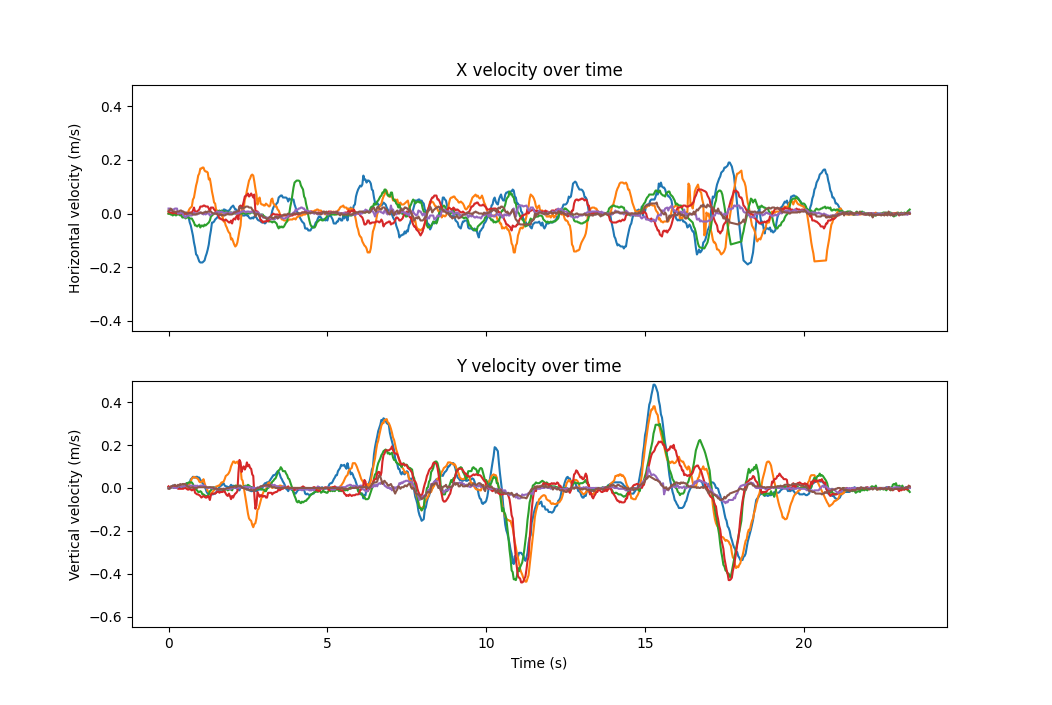 X velocity over time
0.4
0.2
0.0
−0.2
−0.4
Horizontal velocity (m/s)
Y velocity over time
0.4
0.2
0.0
−0.2
−0.4
−0.6
Vertical velocity (m/s)
0 5 10 15 20
Time (s)